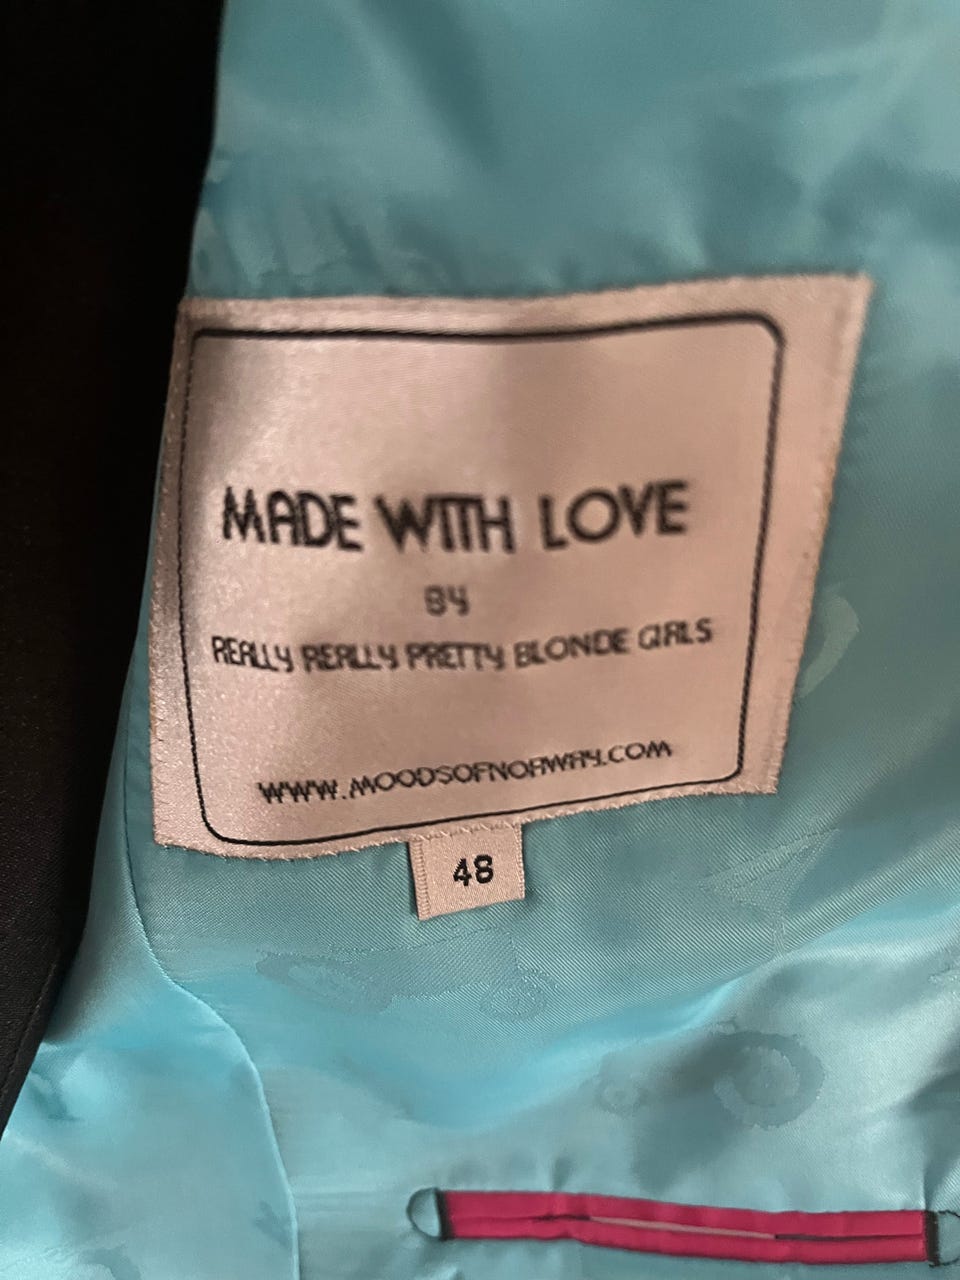 MADE WITH LOVE
BY
REALLY REALLY PRETTY BLONDE GIRLS
WWW.MOODSOFNORWAY.COM
48